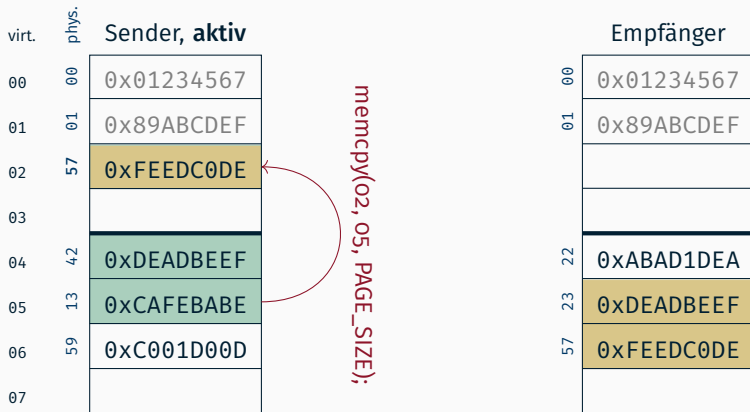 virt. phys. Sender, aktiv Empfänger
00 00 0x01234567 00 0x01234567
01 01 0x89ABCDEF 01 0x89ABCDEF
02 57 0xFEEDC0DE
03
04 42 0xDEADBEEF 22 0xABAD1DEA
05 13 0xCAFEBABE 23 0xDEADBEEF
06 59 0xC001D00D 57 0xFEEDC0DE
07
memcpy(02, 05, PAGE_SIZE);